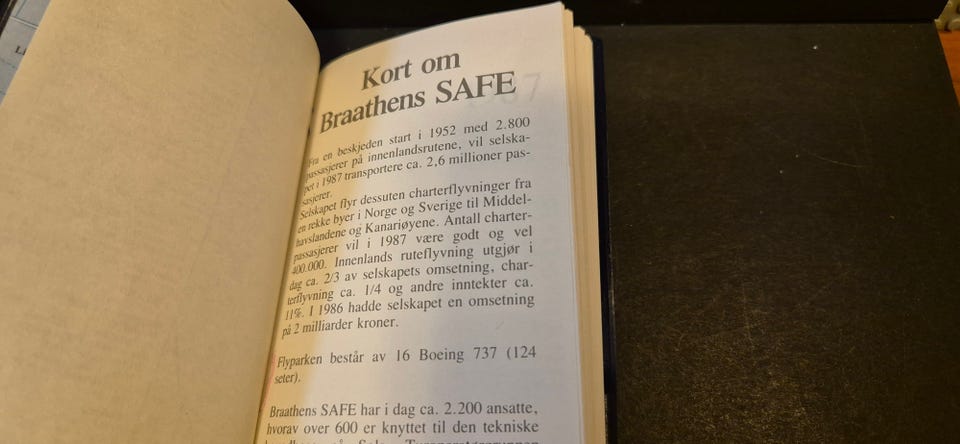 Kort om
Braathens SAFE
Fra en beskjeden start i 1952 med 2.800
passasjerer på innenlandsrutene, vil selska-
pet i 1987 transportere ca. 2,6 millioner pas-
sasjerer.
Selskapet flyr dessuten charterflyvninger fra
en rekke byer i Norge og Sverige til Middel-
havslandene og Kanariøyene. Antall charter-
passasjerer vil i 1987 være godt og vel
400.000. Innenlands ruteflyvning utgjør i
dag ca. 2/3 av selskapets omsetning, char-
terflyvning ca. 1/4 og andre inntekter ca.
11%. I 1986 hadde selskapet en omsetning
på 2 milliarder kroner.
Flyparken består av 16 Boeing 737 (124
seter).
Braathens SAFE har i dag ca. 2.200 ansatte,
hvorav over 600 er knyttet til den tekniske